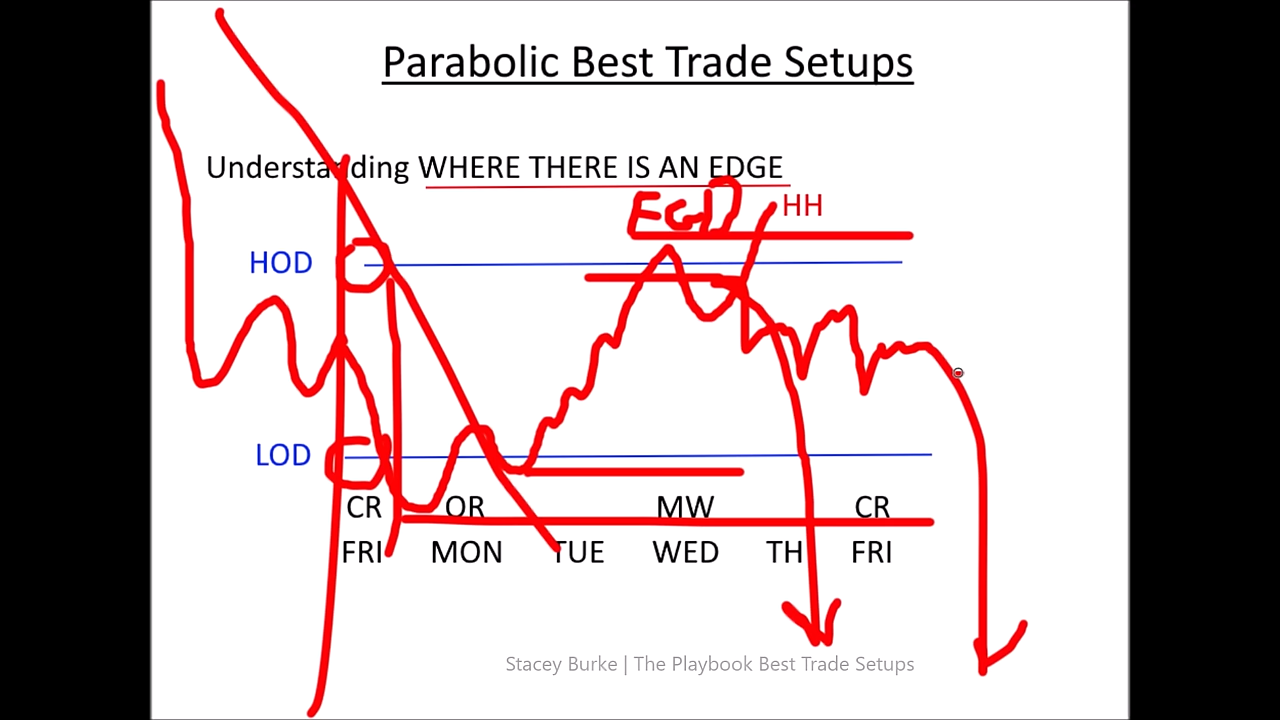 Parabolic Best Trade Setups
Understanding WHERE THERE IS AN EDGE
FGD
HH
HOD
LOD
CR OR MW CR
FRI MON TUE WED TH FRI
Stacey Burke | The Playbook Best Trade Setups